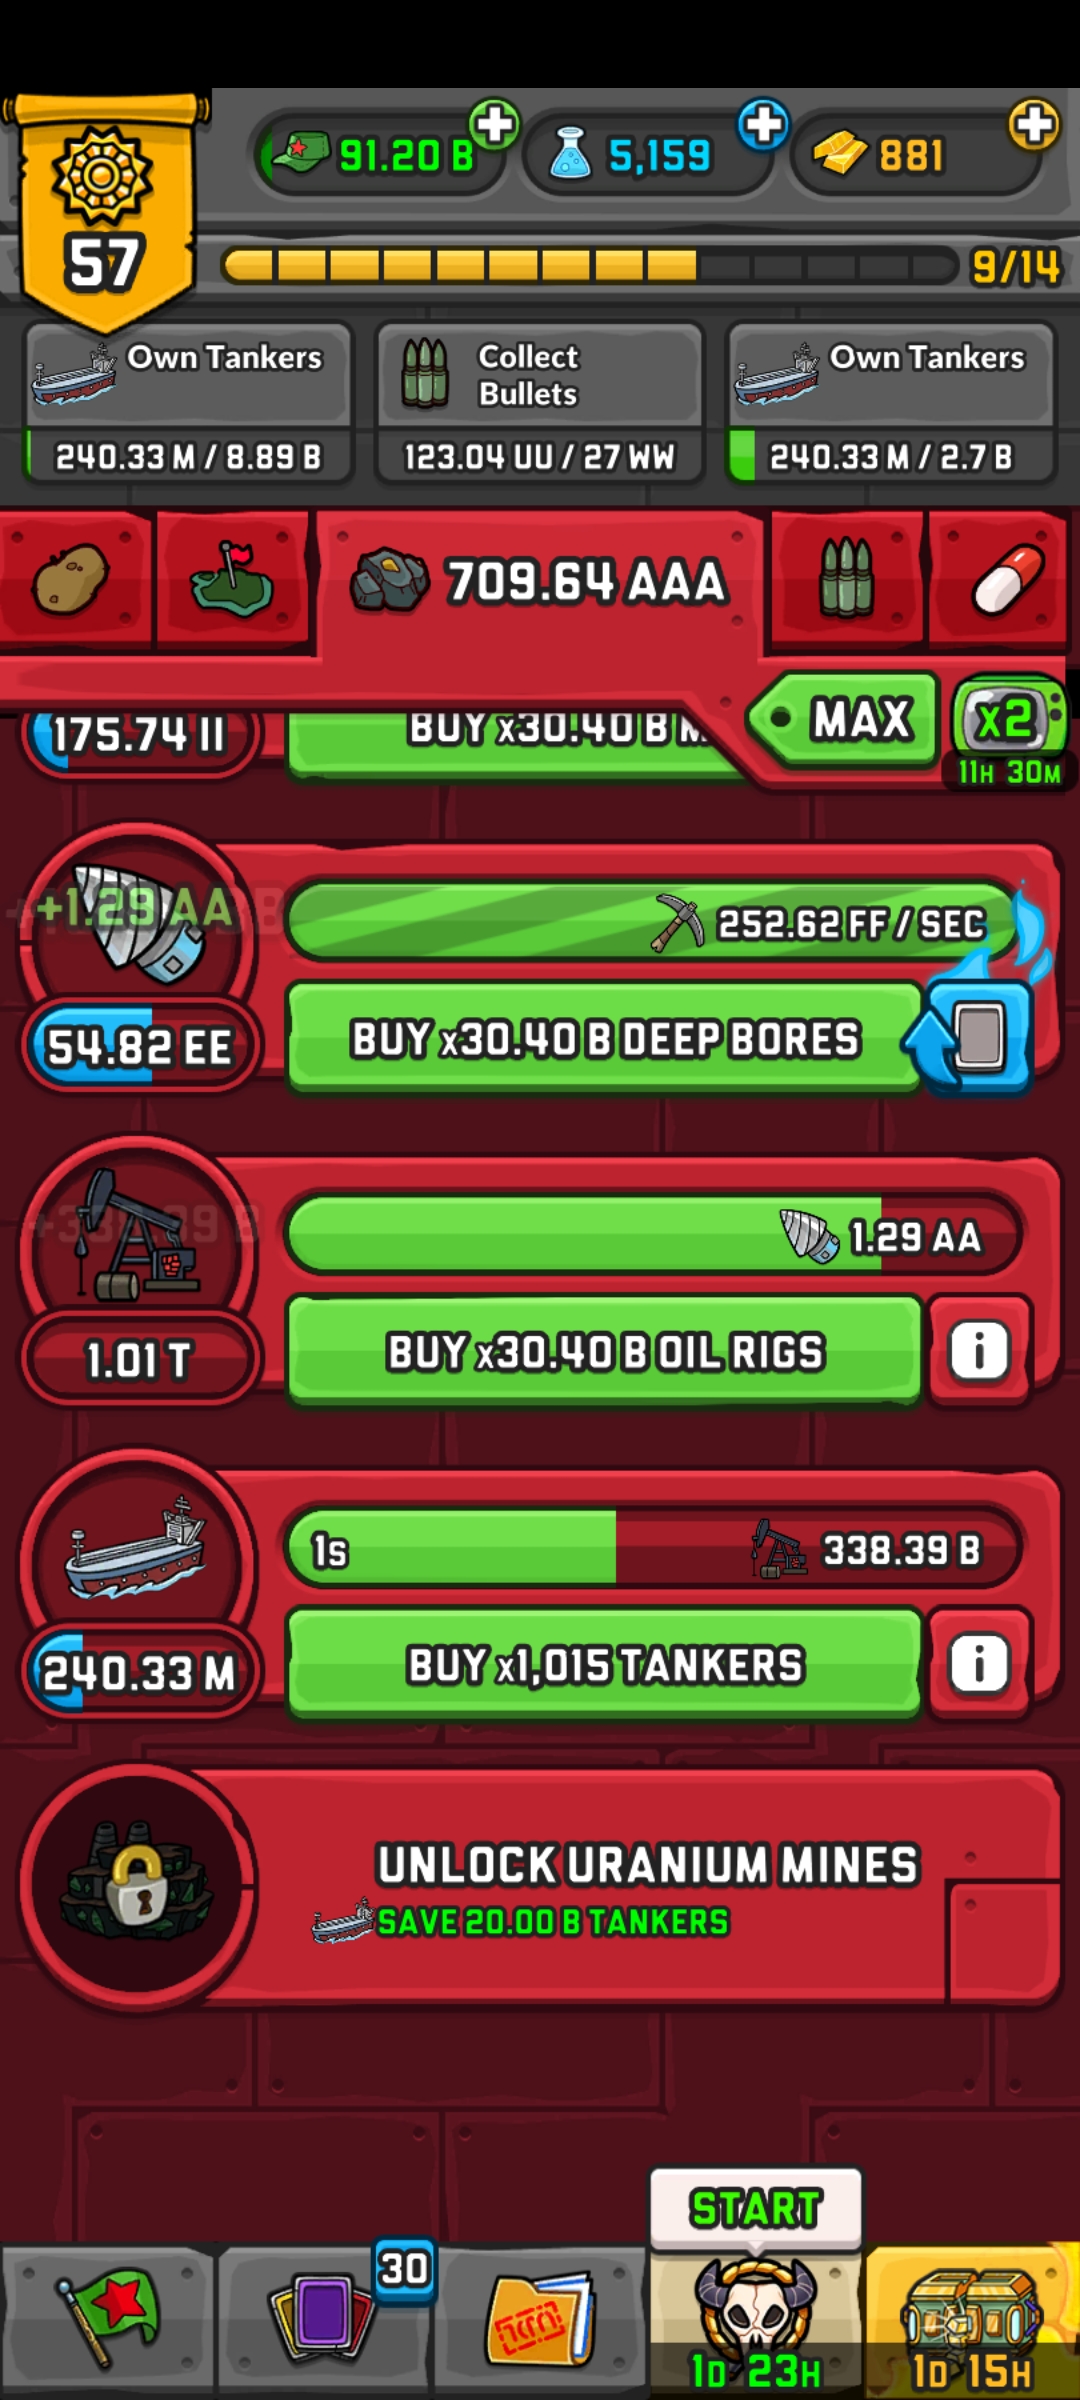 91.20 B
5,159
881
57
9/14
Own Tankers
240.33 M / 8.89 B
Collect
Bullets
123.04 UU / 27 WW
Own Tankers
240.33 M / 2.7 B
709.64 AAA
MAX
x2
11H 30M
175.74 II
BUY x30.40 B
+1.29 AA
252.62 FF / SEC
54.82 EE
BUY x30.40 B DEEP BORES
+338.39 B
1.29 AA
1.01 T
BUY x30.40 B OIL RIGS
i
1s
338.39 B
240.33 M
BUY x1,015 TANKERS
i
UNLOCK URANIUM MINES
SAVE 20.00 B TANKERS
START
30
1D 23H
1D 15H